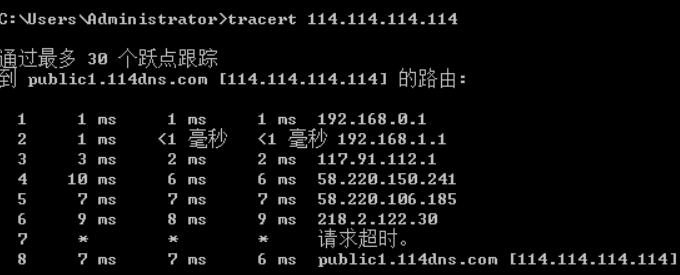 C:\Users\Administrator>tracert 114.114.114.114
通过最多 30 个跃点跟踪
到 public1.114dns.com [114.114.114.114] 的路由:
1 1 ms 1 ms 1 ms 192.168.0.1
2 1 ms <1 毫秒 <1 毫秒 192.168.1.1
3 3 ms 2 ms 2 ms 117.91.112.1
4 10 ms 6 ms 6 ms 58.220.150.241
5 7 ms 7 ms 7 ms 58.220.106.185
6 9 ms 8 ms 9 ms 218.2.122.30
7 * * * 请求超时。
8 7 ms 7 ms 6 ms public1.114dns.com [114.114.114.114]